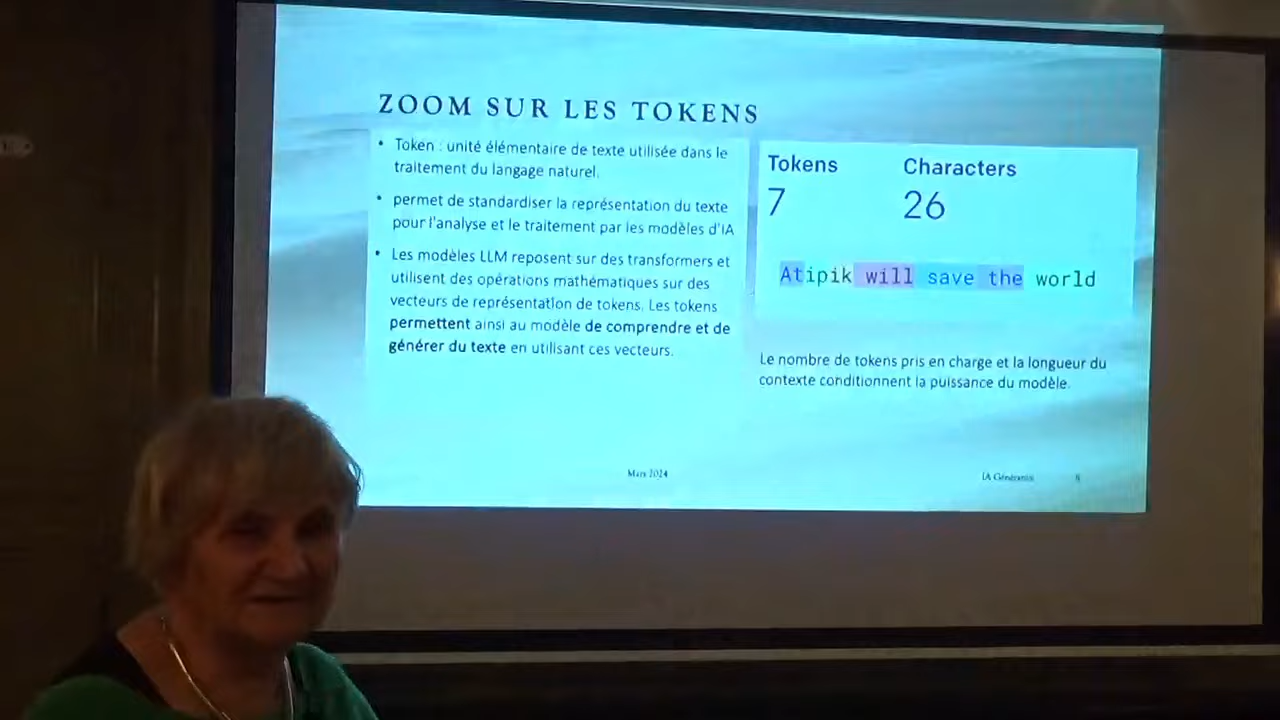 ZOOM SUR LES TOKENS
• Token : unité élémentaire de texte utilisée dans le
traitement du langage naturel.
• permet de standardiser la représentation du texte
pour l'analyse et le traitement par les modèles d'IA
• Les modèles LLM reposent sur des transformers et
utilisent des opérations mathématiques sur des
vecteurs de représentation de tokens. Les tokens
permettent ainsi au modèle de comprendre et de
générer du texte en utilisant ces vecteurs.
Tokens Characters
7 26
Atipik will save the world
Le nombre de tokens pris en charge et la longueur du
contexte conditionnent la puissance du modèle.
Mars 2024
IA Générative